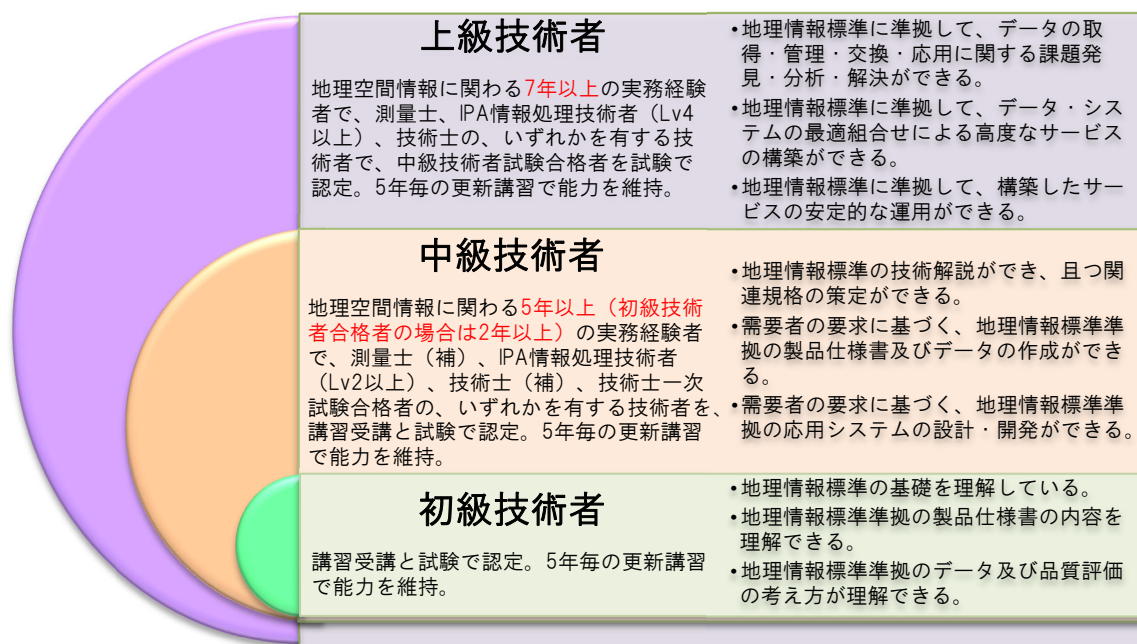 上級技術者
地理空間情報に関わる7年以上の実務経験
者で、測量士、IPA情報処理技術者（Lv4
以上）、技術士の、いずれかを有する技
術者で、中級技術者試験合格者を試験で
認定。5年毎の更新講習で能力を維持。
•地理情報標準に準拠して、データの取
得・管理・交換・応用に関する課題発
見・分析・解決ができる。
•地理情報標準に準拠して、データ・シス
テムの最適組合せによる高度なサービス
の構築ができる。
•地理情報標準に準拠して、構築したサー
ビスの安定的な運用ができる。
中級技術者
地理空間情報に関わる5年以上（初級技術
者合格者の場合は2年以上）の実務経験者
で、測量士（補）、IPA情報処理技術者
（Lv2以上）、技術士（補）、技術士一次
試験合格者の、いずれかを有する技術者を、
講習受講と試験で認定。5年毎の更新講習
で能力を維持。
•地理情報標準の技術解説ができ、且つ関
連規格の策定ができる。
•需要者の要求に基づく、地理情報標準準
拠の製品仕様書及びデータの作成ができ
る。
•需要者の要求に基づく、地理情報標準準
拠の応用システムの設計・開発ができる。
初級技術者
講習受講と試験で認定。5年毎の更新講習
で能力を維持。
•地理情報標準の基礎を理解している。
•地理情報標準準拠の製品仕様書の内容を
理解できる。
•地理情報標準準拠のデータ及び品質評価
の考え方が理解できる。